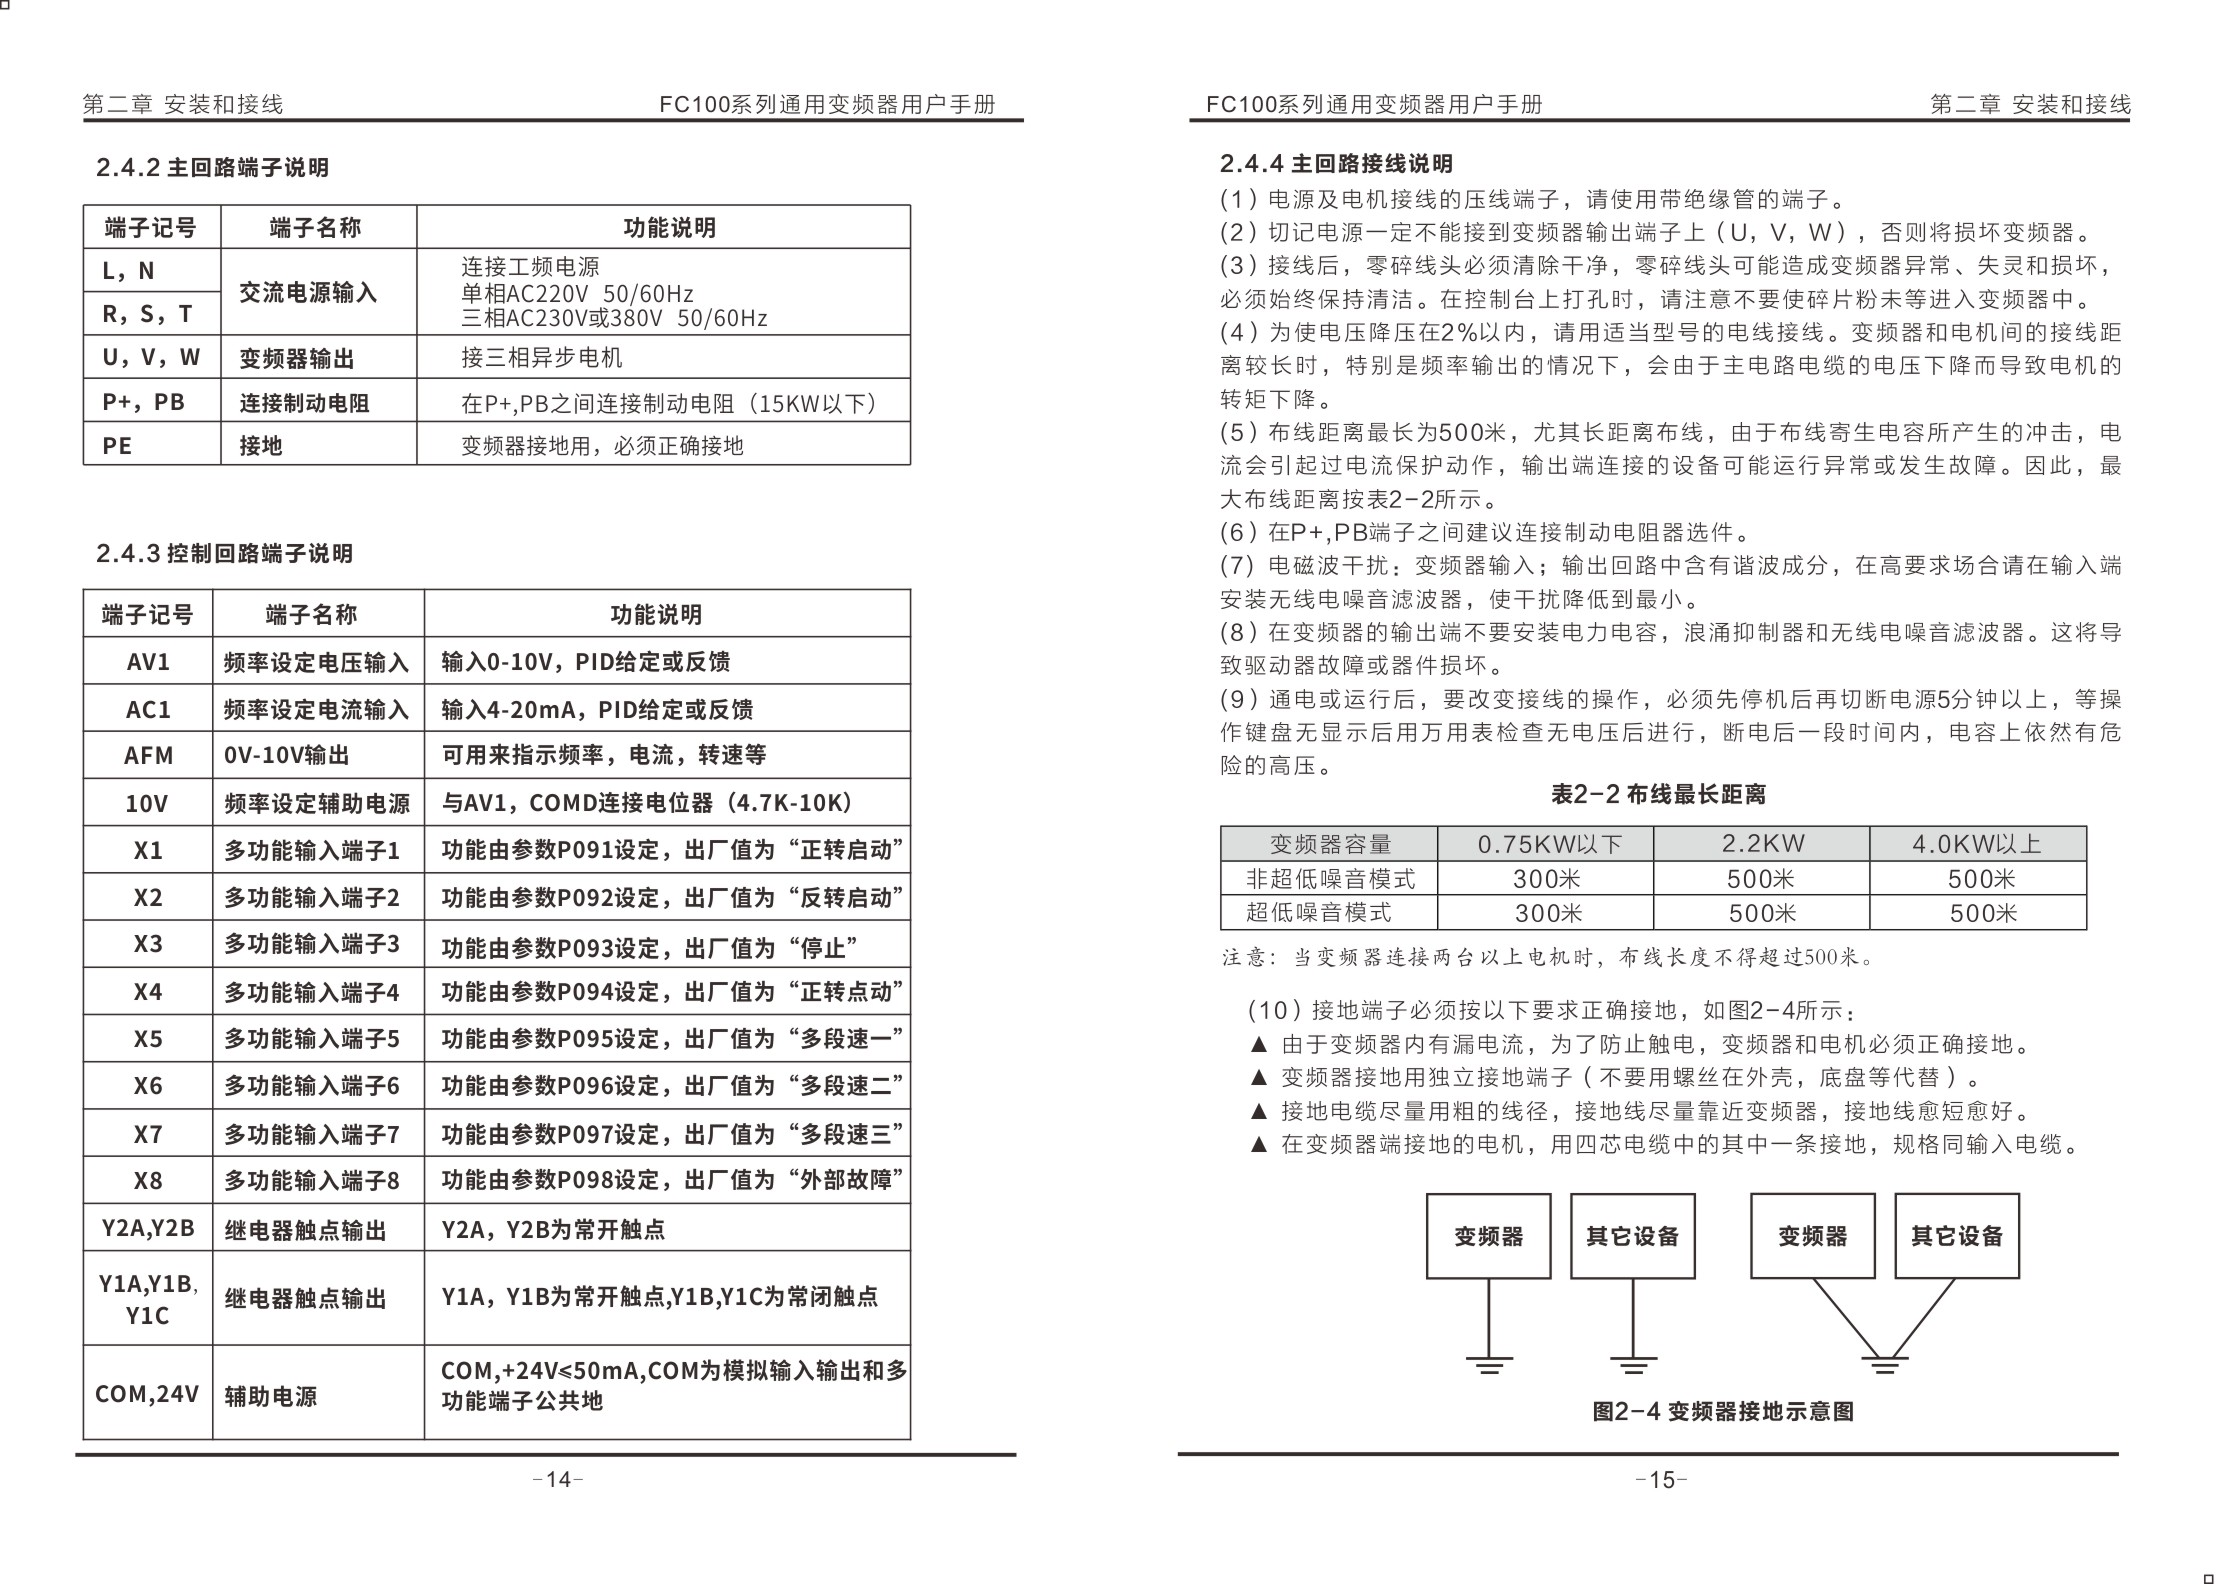 第二章 安装和接线 FC100系列通用变频器用户手册
2.4.2 主回路端子说明
端子记号 端子名称 功能说明
L，N 交流电源输入 连接工频电源
单相AC220V 50/60Hz
R，S，T 三相AC230V或380V 50/60Hz
U，V，W 变频器输出 接三相异步电机
P+，PB 连接制动电阻 在P+,PB之间连接制动电阻（15KW以下）
PE 接地 变频器接地用，必须正确接地
2.4.3 控制回路端子说明
端子记号 端子名称 功能说明
AV1 频率设定电压输入 输入0-10V，PID给定或反馈
AC1 频率设定电流输入 输入4-20mA，PID给定或反馈
AFM 0V-10V输出 可用来指示频率，电流，转速等
10V 频率设定辅助电源 与AV1，COMD连接电位器（4.7K-10K）
X1 多功能输入端子1 功能由参数P091设定，出厂值为“正转启动”
X2 多功能输入端子2 功能由参数P092设定，出厂值为“反转启动”
X3 多功能输入端子3 功能由参数P093设定，出厂值为“停止”
X4 多功能输入端子4 功能由参数P094设定，出厂值为“正转点动”
X5 多功能输入端子5 功能由参数P095设定，出厂值为“多段速一”
X6 多功能输入端子6 功能由参数P096设定，出厂值为“多段速二”
X7 多功能输入端子7 功能由参数P097设定，出厂值为“多段速三”
X8 多功能输入端子8 功能由参数P098设定，出厂值为“外部故障”
Y2A,Y2B 继电器触点输出 Y2A，Y2B为常开触点
Y1A,Y1B,
Y1C 继电器触点输出 Y1A，Y1B为常开触点,Y1B,Y1C为常闭触点
COM,24V 辅助电源 COM,+24V≤50mA,COM为模拟输入输出和多
功能端子公共地
-14-
FC100系列通用变频器用户手册 第二章 安装和接线
2.4.4 主回路接线说明
(1) 电源及电机接线的压线端子，请使用带绝缘管的端子。
(2) 切记电源一定不能接到变频器输出端子上（U，V，W），否则将损坏变频器。
(3) 接线后，零碎线头必须清除干净，零碎线头可能造成变频器异常、失灵和损坏，
必须始终保持清洁。在控制台上打孔时，请注意不要使碎片粉未等进入变频器中。
(4) 为使电压降压在2%以内，请用适当型号的电线接线。变频器和电机间的接线距
离较长时，特别是频率输出的情况下，会由于主电路电缆的电压下降而导致电机的
转矩下降。
(5) 布线距离最长为500米，尤其长距离布线，由于布线寄生电容所产生的冲击，电
流会引起过电流保护动作，输出端连接的设备可能运行异常或发生故障。因此，最
大布线距离按表2-2所示。
(6) 在P+,PB端子之间建议连接制动电阻器选件。
(7) 电磁波干扰：变频器输入；输出回路中含有谐波成分，在高要求场合请在输入端
安装无线电噪音滤波器，使干扰降低到最小。
(8) 在变频器的输出端不要安装电力电容，浪涌抑制器和无线电噪音滤波器。这将导
致驱动器故障或器件损坏。
(9) 通电或运行后，要改变接线的操作，必须先停机后再切断电源5分钟以上，等操
作键盘无显示后用万用表检查无电压后进行，断电后一段时间内，电容上依然有危
险的高压。
表2-2 布线最长距离
变频器容量 0.75KW以下 2.2KW 4.0KW以上
非超低噪音模式 300米 500米 500米
超低噪音模式 300米 500米 500米
注意：当变频器连接两台以上电机时，布线长度不得超过500米。
(10) 接地端子必须按以下要求正确接地，如图2-4所示：
▲ 由于变频器内有漏电流，为了防止触电，变频器和电机必须正确接地。
▲ 变频器接地用独立接地端子（不要用螺丝在外壳，底盘等代替）。
▲ 接地电缆尽量用粗的线径，接地线尽量靠近变频器，接地线愈短愈好。
▲ 在变频器端接地的电机，用四芯电缆中的其中一条接地，规格同输入电缆。
变频器 其它设备 变频器 其它设备
图2-4 变频器接地示意图
-15-